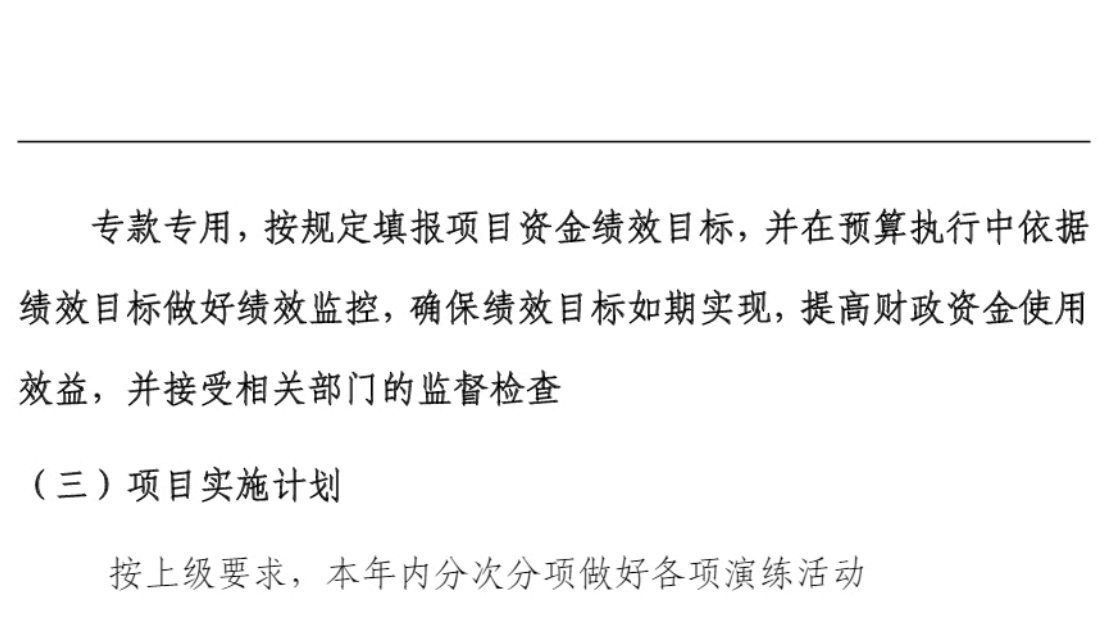 专款专用，按规定填报项目资金绩效目标，并在预算执行中依据
绩效目标做好绩效监控，确保绩效目标如期实现，提高财政资金使用
效益，并接受相关部门的监督检查
（三）项目实施计划
按上级要求，本年内分次分项做好各项演练活动